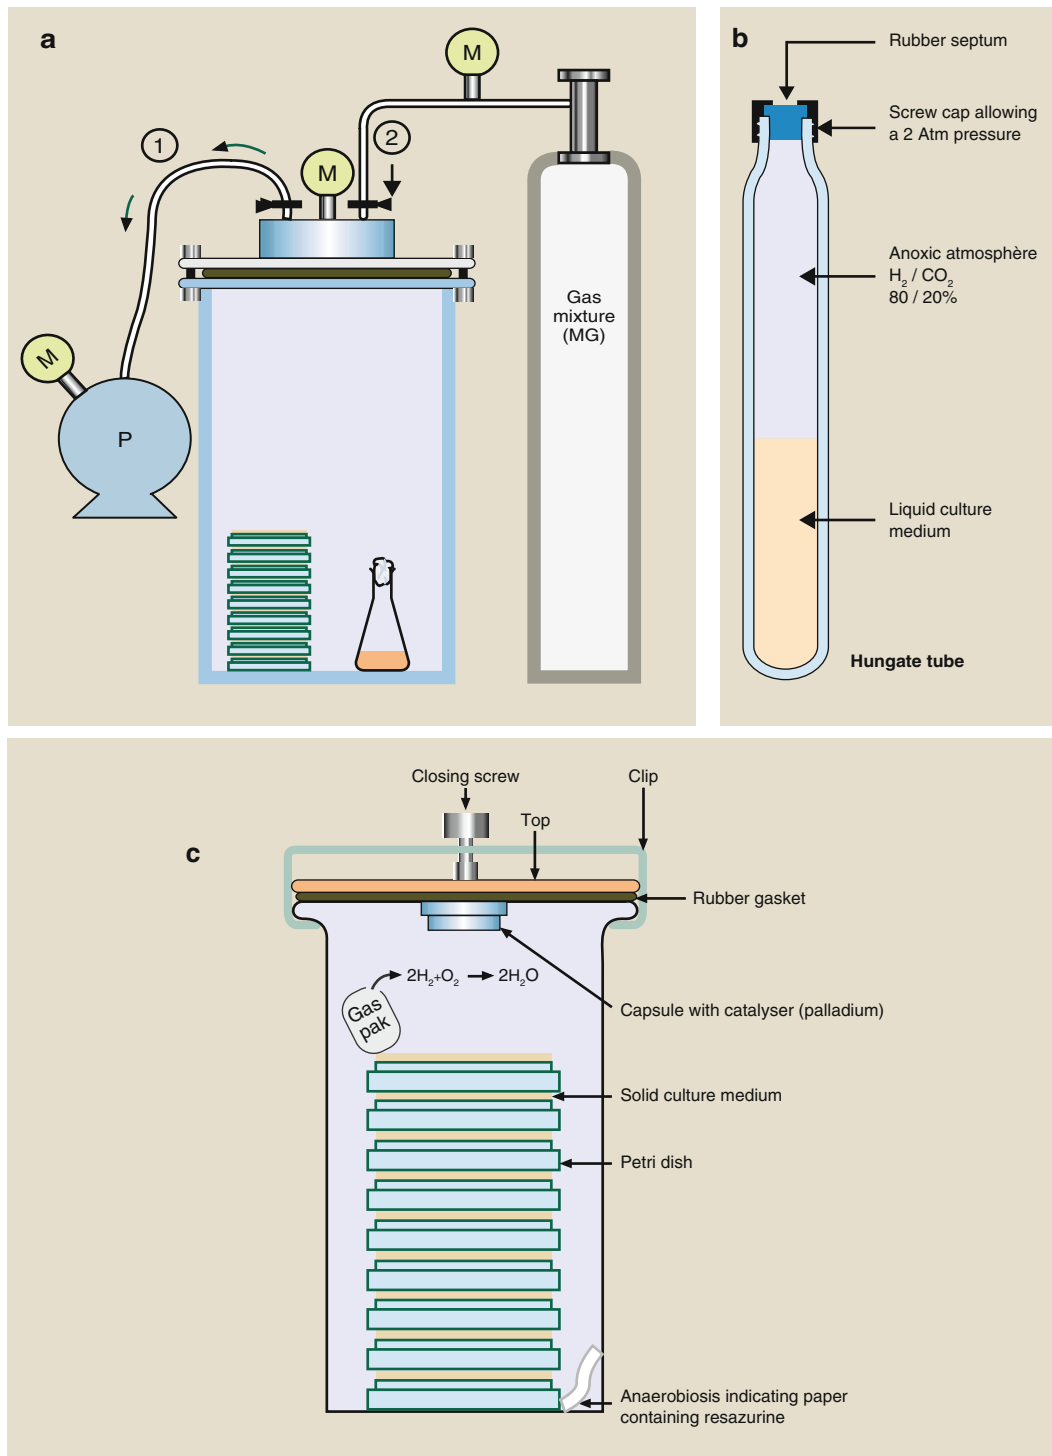 a
M
1
2
M
M
P
Gas
mixture
(MG)
b
Rubber septum
Screw cap allowing
a 2 Atm pressure
Anoxic atmosphère
H₂ / CO₂
80 / 20%
Liquid culture
medium
Hungate tube
c
Closing screw
Clip
Top
Rubber gasket
2H₂+O₂ 2H₂O
Gas
pak
Capsule with catalyser (palladium)
Solid culture medium
Petri dish
Anaerobiosis indicating paper
containing resazurine